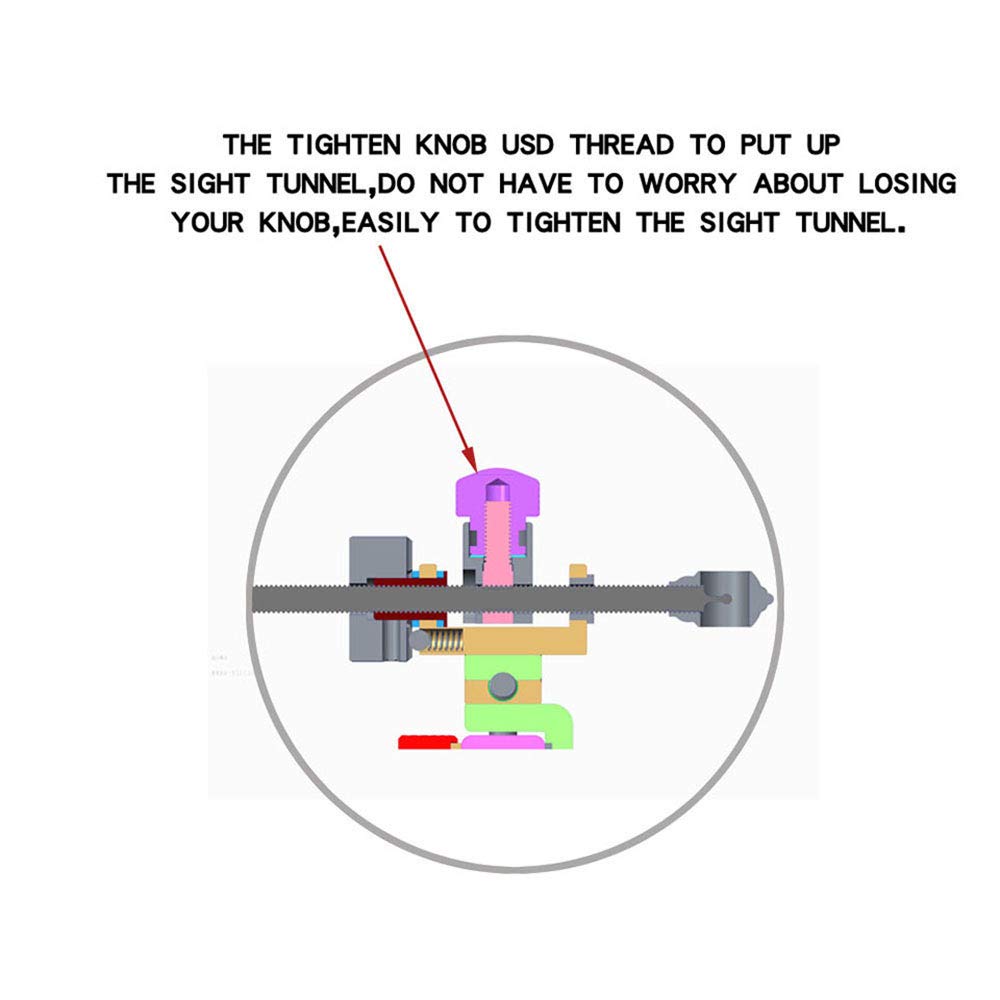 THE TIGHTEN KNOB USD THREAD TO PUT UP
THE SIGHT TUNNEL,DO NOT HAVE TO WORRY ABOUT LOSING
YOUR KNOB,EASILY TO TIGHTEN THE SIGHT TUNNEL.